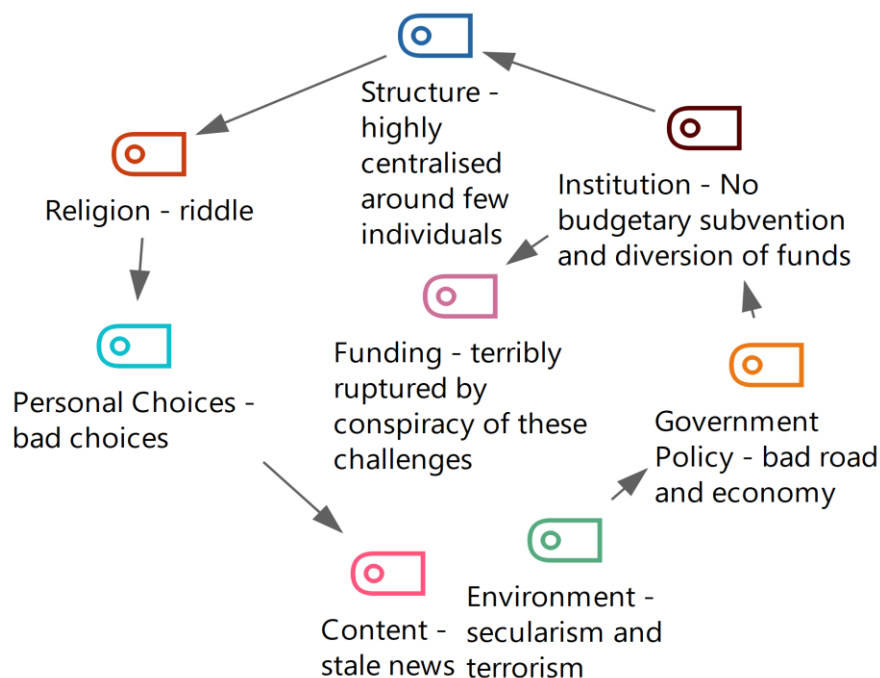 Structure -
highly
centralised
around few
individuals
Institution - No
budgetary subvention
and diversion of funds
Religion - riddle
Funding - terribly
ruptured by
conspiracy of these
challenges
Personal Choices -
bad choices
Government
Policy - bad road
and economy
Content -
stale news
Environment -
secularism and
terrorism